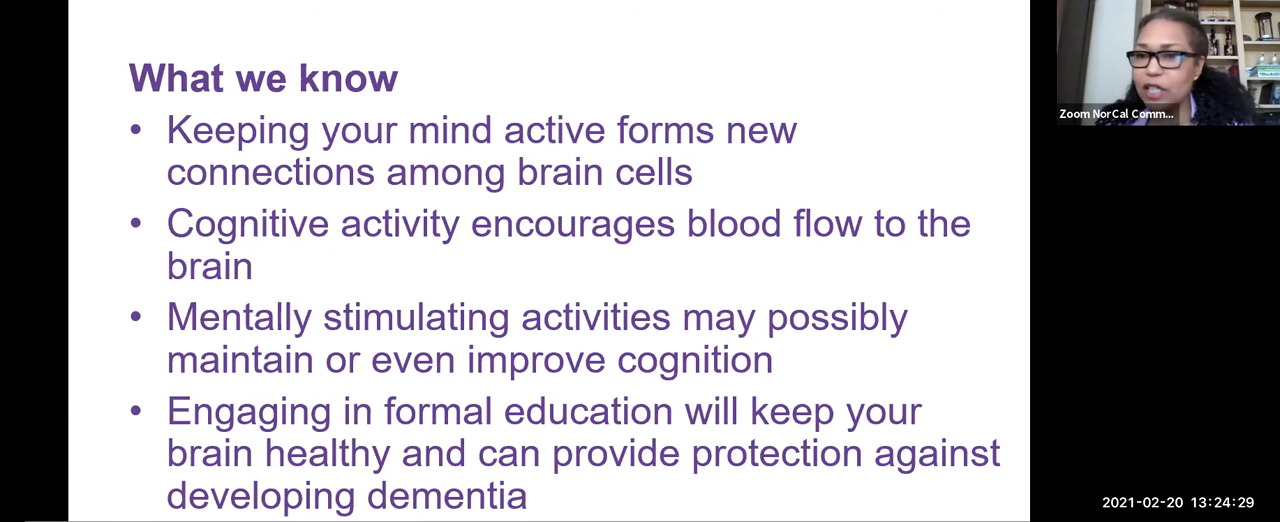 What we know
• Keeping your mind active forms new
connections among brain cells
• Cognitive activity encourages blood flow to the
brain
• Mentally stimulating activities may possibly
maintain or even improve cognition
• Engaging in formal education will keep your
brain healthy and can provide protection against
developing dementia
Zoom NorCal Comm...
2021-02-20 13:24:29